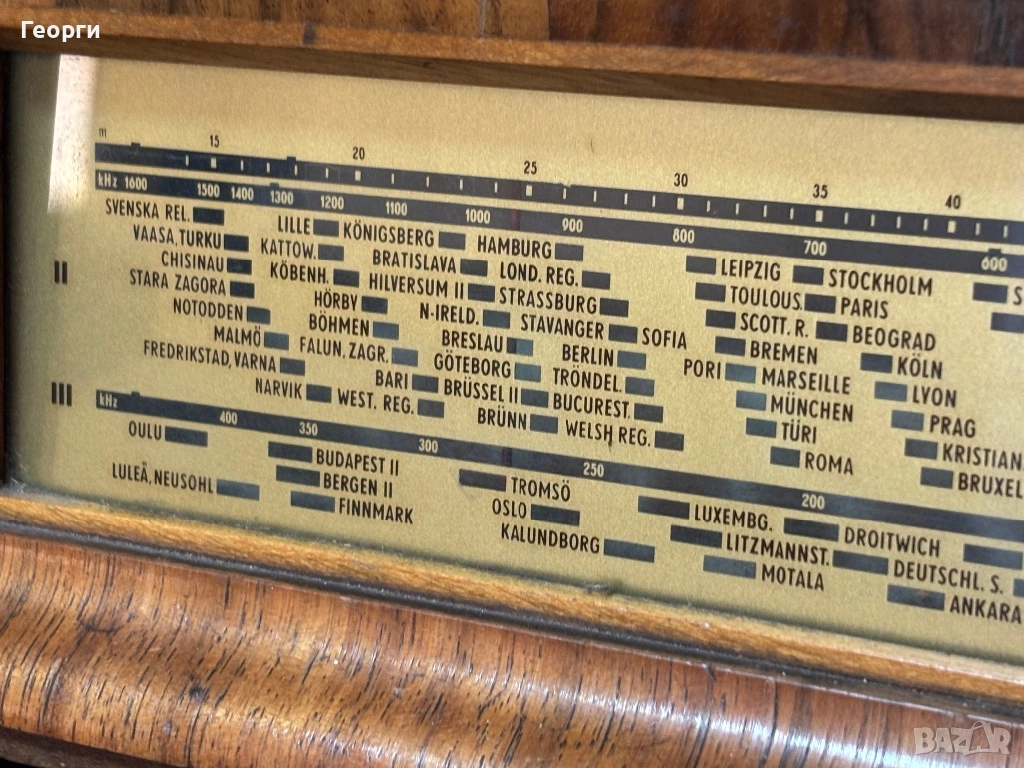 Георги
m 15 20 25 30 35 40
kHz 1600 1500 1400 1300 1200 1100 1000 900 800 700 600
SVENSKA REL. LILLE KÖNIGSBERG HAMBURG LEIPZIG STOCKHOLM
VAASA,TURKU KATTOW. BRATISLAVA LOND. REG. TOULOUS. PARIS
II
CHISINAU KÖBENH. HILVERSUM II STRASSBURG SCOTT. R. BEOGRAD
STARA ZAGORA HÖRBY N-IRELD. STAVANGER SOFIA BREMEN KÖLN
NOTODDEN BÖHMEN BRESLAU BERLIN PORI MARSEILLE LYON
MALMÖ FALUN. ZAGR. GÖTEBORG TRÖNDEL. MÜNCHEN PRAG
FREDRIKSTAD,VARNA BARI BRÜSSEL II BUCUREST. TÜRI KRISTIAN
NARVIK WEST. REG. BRÜNN WELSH REG. ROMA BRUXEL
III
kHz 400 350 300 250 200
OULU BUDAPEST II TROMSÖ LUXEMBG. DROITWICH
BERGEN II OSLO LITZMANNST. DEUTSCHL. S.
LULEÅ, NEUSOHL FINNMARK KALUNDBORG MOTALA ANKARA
BAZAR